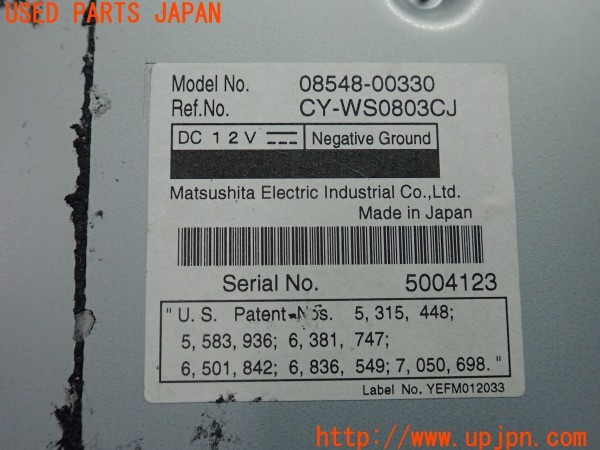 USED PARTS JAPAN
Model No. 08548-00330
Ref.No. CY-WS0803CJ
DC 12V Negative Ground
Matsushita Electric Industrial Co.,Ltd.
Made in Japan
Serial No. 5004123
"U.S. Patent Nos. 5,315,448;
5,583,936; 6,381,747;
6,501,842; 6,836,549; 7,050,698."
Label No. YEFM012033
http://www.upjpn.com/